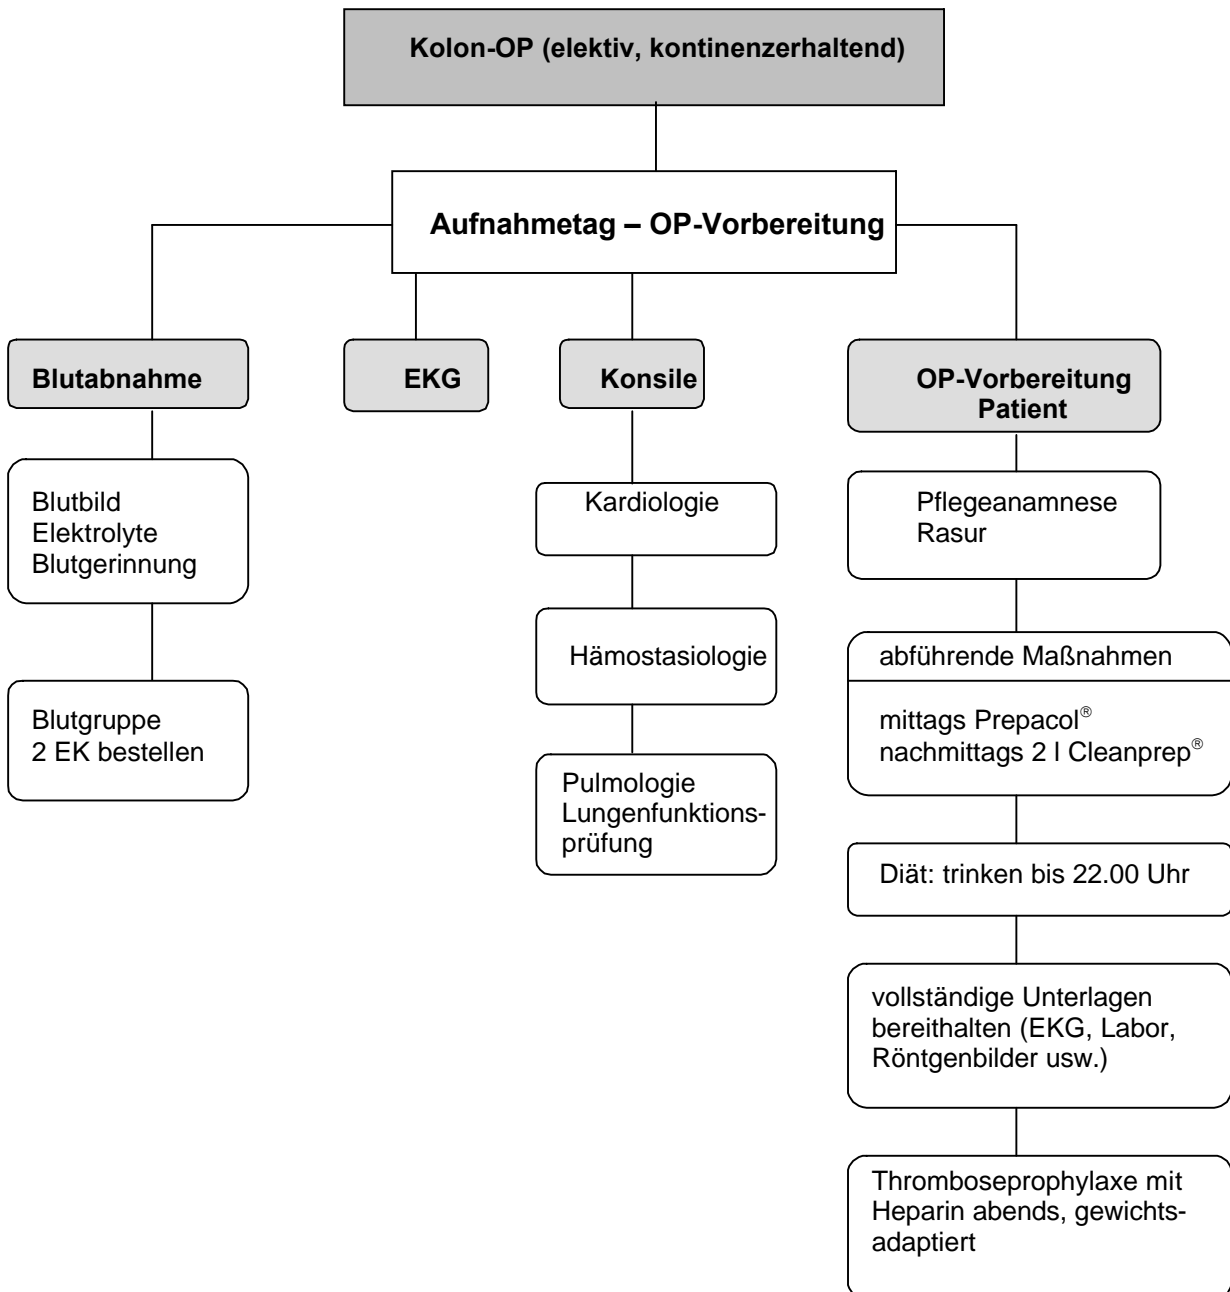 Kolon-OP (elektiv, kontinenzerhaltend)
Aufnahmetag – OP-Vorbereitung
Blutabnahme
EKG
Konsile
OP-Vorbereitung
Patient
Blutbild
Elektrolyte
Blutgerinnung
Blutgruppe
2 EK bestellen
Kardiologie
Hämostasiologie
Pulmologie
Lungenfunktions-
prüfung
Pflegeanamnese
Rasur
abführende Maßnahmen
mittags Prepacol®
nachmittags 2 l Cleanprep®
Diät: trinken bis 22.00 Uhr
vollständige Unterlagen
bereithalten (EKG, Labor,
Röntgenbilder usw.)
Thromboseprophylaxe mit
Heparin abends, gewichts-
adaptiert